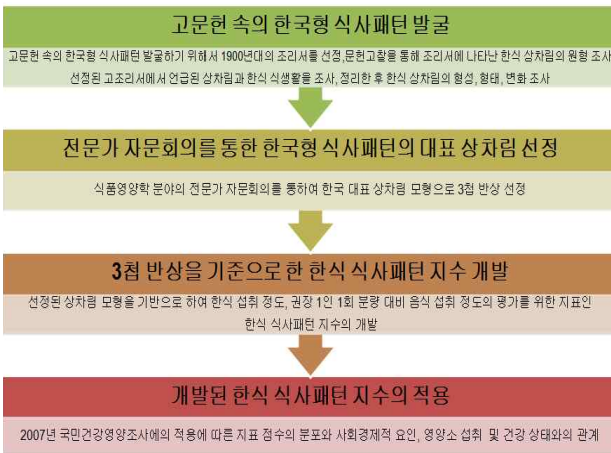 고문헌 속의 한국형 식사패턴 발굴
고문헌 속의 한국형 식사패턴 발굴하기 위해서 1900년대의 조리서를 선정,문헌고찰을 통해 조리서에 나타난 한식 상차림의 원형 조사
선정된 고조리서에서 언급된 상차림과 한식 식생활을 조사, 정리한 후 한식 상차림의 형성, 형태, 변화 조사
전문가 자문회의를 통한 한국형 식사패턴의 대표 상차림 선정
식품영양학 분야의 전문가 자문회의를 통하여 한국 대표 상차림 모형으로 3첩 반상 선정
3첩 반상을 기준으로 한 한식 식사패턴 지수 개발
선정된 상차림 모형을 기반으로 하여 한식 섭취 정도, 권장 1인 1회 분량 대비 음식 섭취 정도의 평가를 위한 지표인
한식 식사패턴 지수의 개발
개발된 한식 식사패턴 지수의 적용
2007년 국민건강영양조사에의 적용에 따른 지표 점수의 분포와 사회경제적 요인, 영양소 섭취 및 건강 상태와의 관계